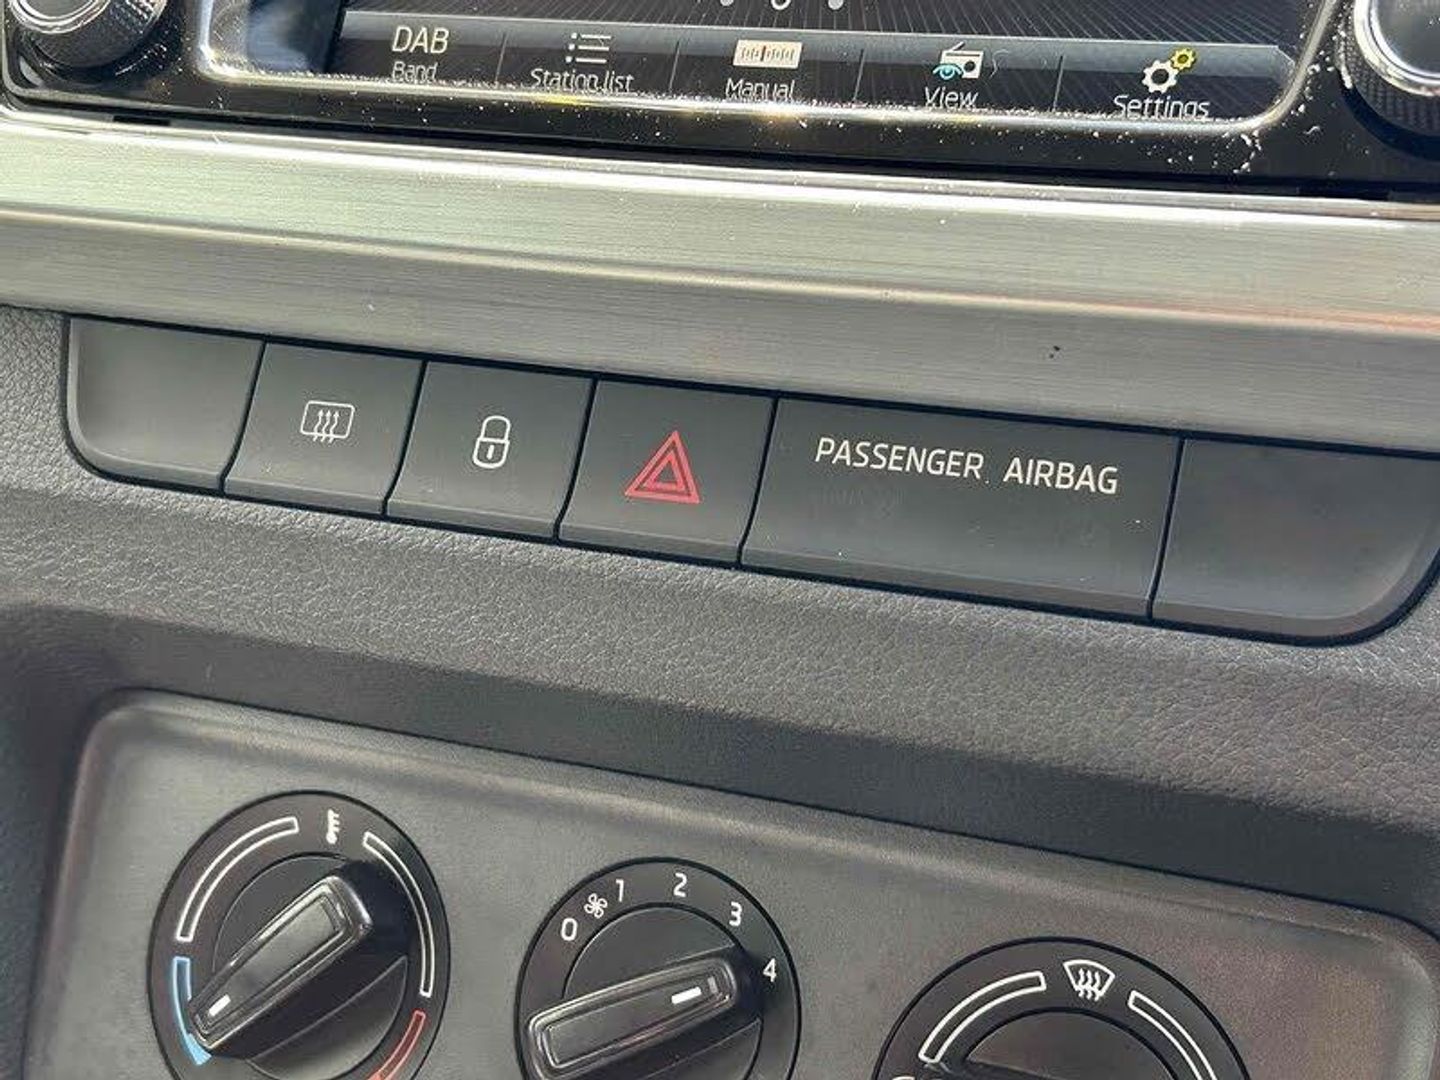 DAB
Band
Station list
Manual
View
Settings
PASSENGER AIRBAG
0 1 2 3 4